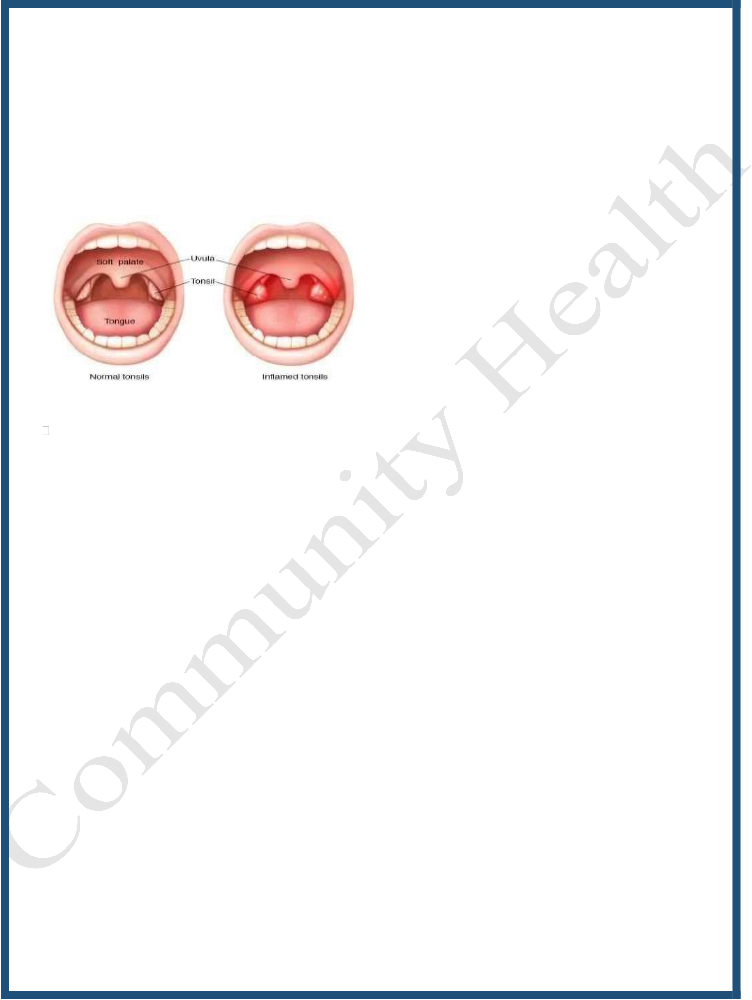 Soft palate
Uvula
Tonsil
Tongue
Normal tonsils
Inflamed tonsils
Community Health